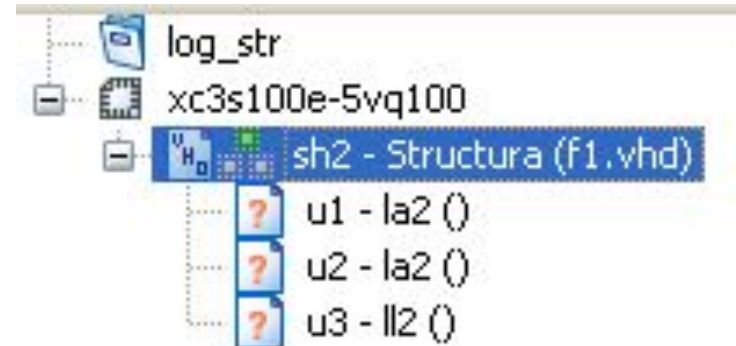 log_str
xc3s100e-5vq100
sh2 - Structura (f1.vhd)
u1 - la2 ()
u2 - la2 ()
u3 - ll2 ()